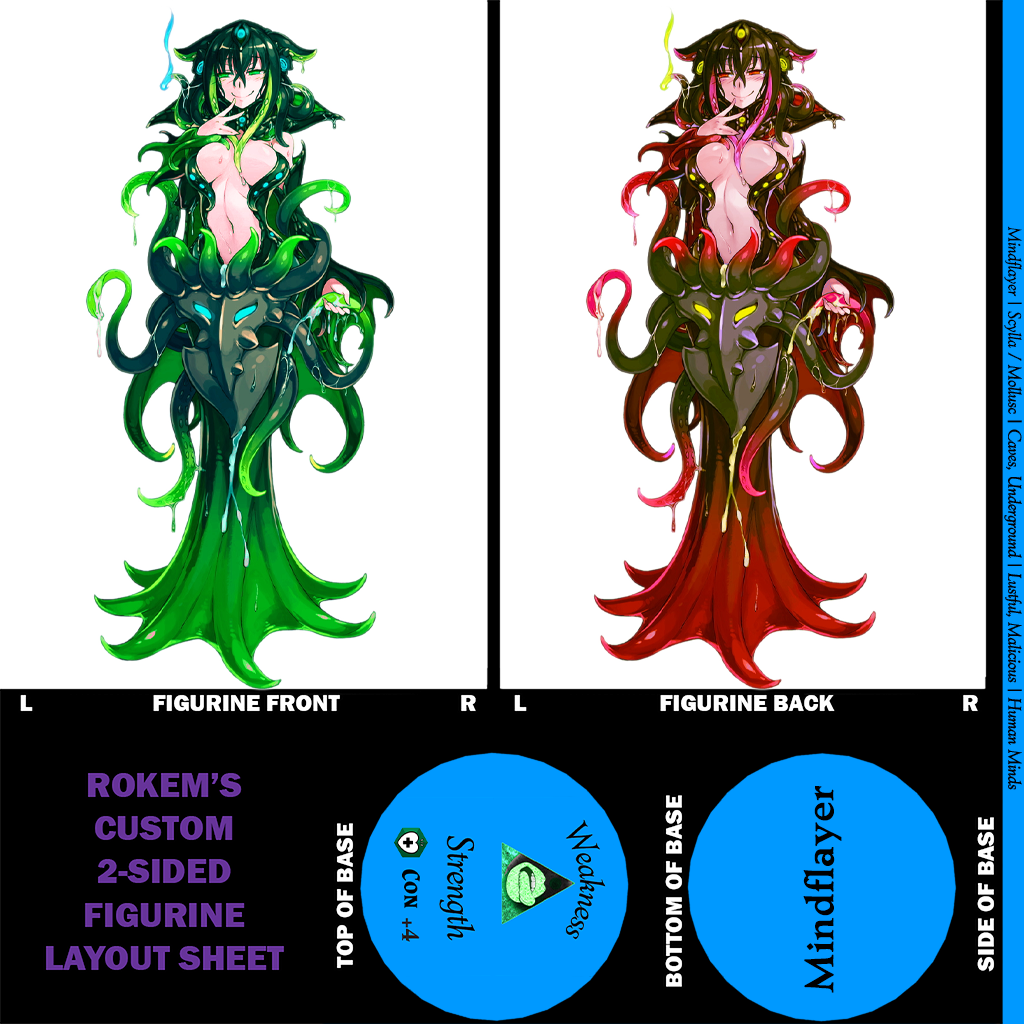 L FIGURINE FRONT R
L FIGURINE BACK R
ROKEM'S
CUSTOM
2-SIDED
FIGURINE
LAYOUT SHEET
TOP OF BASE
Weakness
Strength
CON +4
BOTTOM OF BASE
Mindflayer
SIDE OF BASE
Mindflayer | Scylla / Mollusc | Caves, Underground | Lustful, Malicious | Human Minds